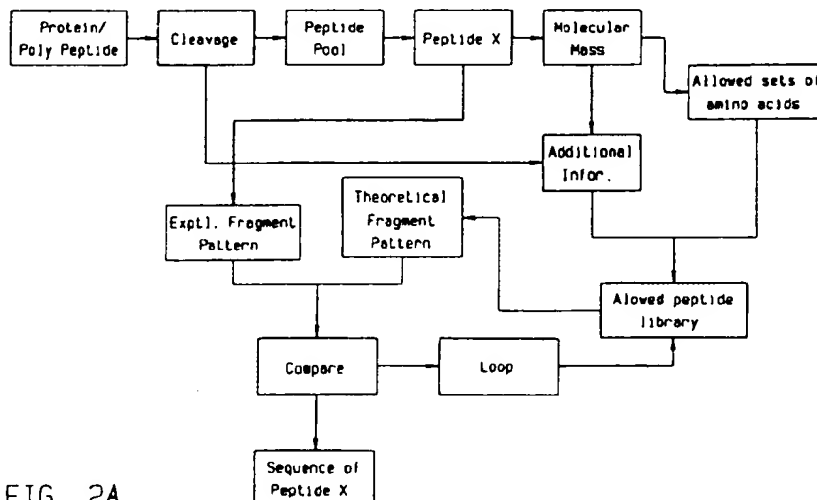 Protein/
Poly Peptide
Cleavage
Peptide
Pool
Peptide X
Molecular
Mass
Allowed sets of
amino acids
Additional
Infor.
Theoretical
Fragment
Pattern
Exptl. Fragment
Pattern
Alowed peptide
library
Compare
Loop
Sequence of
Peptide X
FIG. 2A